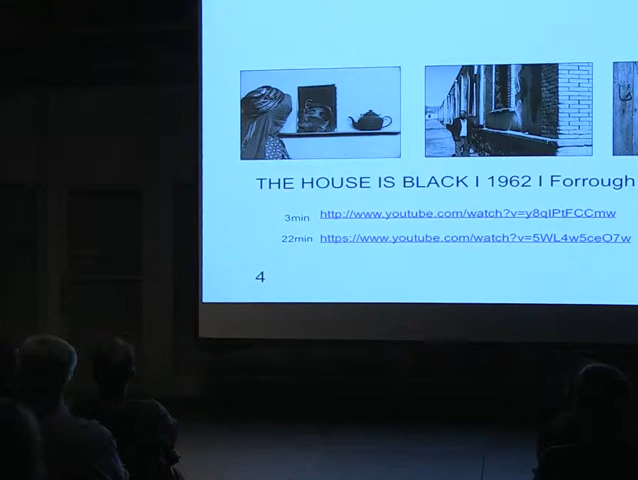 THE HOUSE IS BLACK I 1962 I Forrough
3min http://www.youtube.com/watch?v=y8qIPtFCCmw
22min https://www.youtube.com/watch?v=5WL4w5ceO7w
4